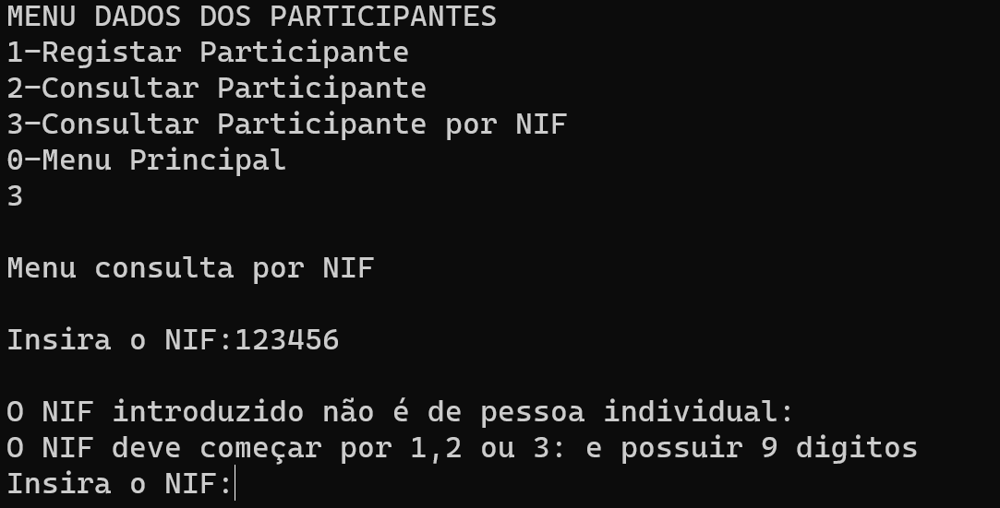 MENU DADOS DOS PARTICIPANTES
1-Registar Participante
2-Consultar Participante
3-Consultar Participante por NIF
0-Menu Principal
3
Menu consulta por NIF
Insira o NIF:123456
O NIF introduzido não é de pessoa individual:
O NIF deve começar por 1,2 ou 3: e possuir 9 digitos
Insira o NIF: